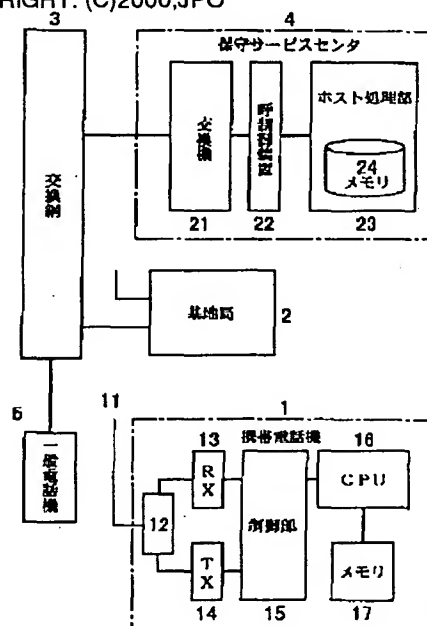 RIGHT: (C)2000,JPO
3
4
保守サービスセンタ
交換網
交換機
ホスト処理部
24
メモリ
21
22
23
基地局
2
5
一般電話機
11
1
携帯電話機
13
16
RX
CPU
12
制御部
TX
メモリ
14
15
17